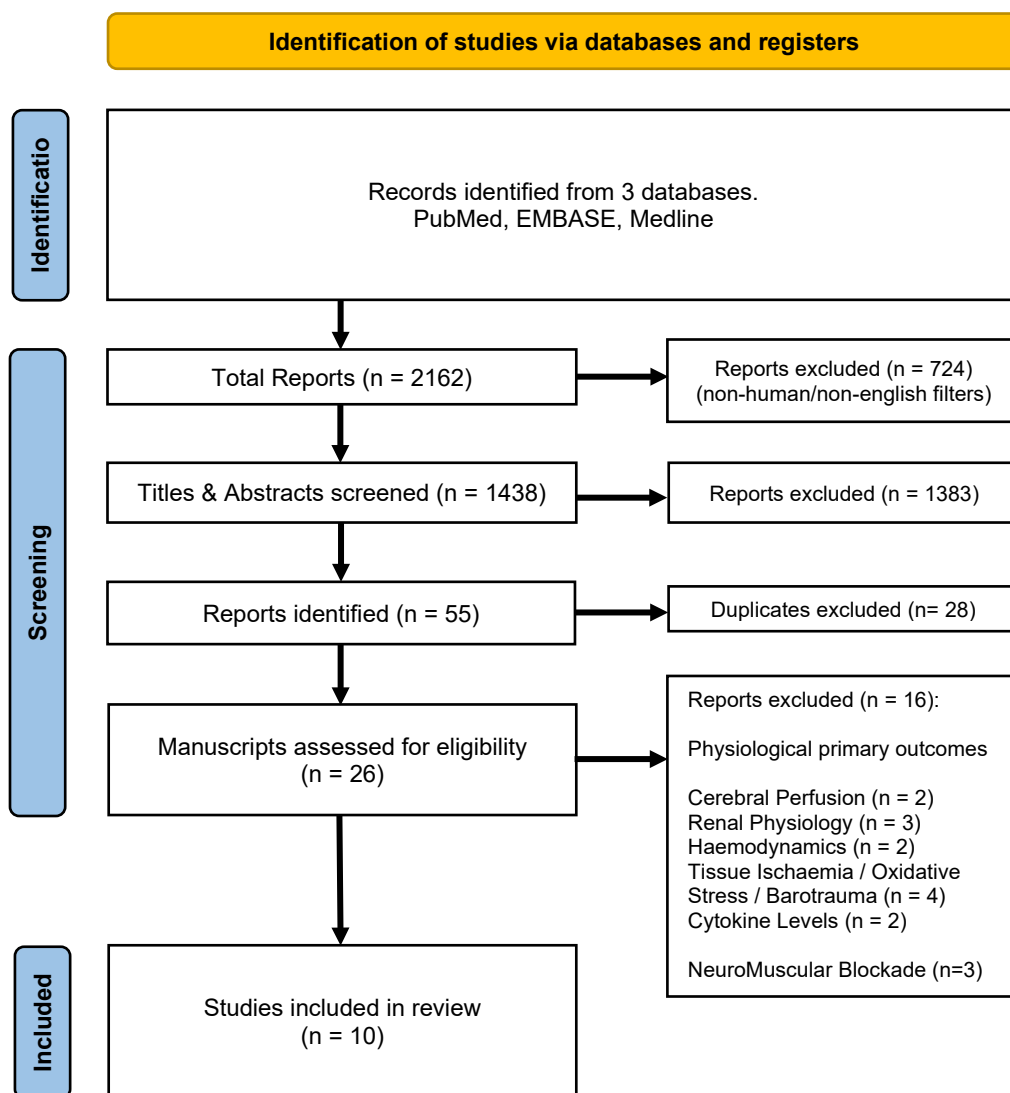 Identification of studies via databases and registers
Identificatio
Records identified from 3 databases.
PubMed, EMBASE, Medline
Screening
Total Reports (n = 2162)
Reports excluded (n = 724)
(non-human/non-english filters)
Titles & Abstracts screened (n = 1438)
Reports excluded (n = 1383)
Reports identified (n = 55)
Duplicates excluded (n= 28)
Manuscripts assessed for eligibility
(n = 26)
Reports excluded (n = 16):
Physiological primary outcomes
Cerebral Perfusion (n = 2)
Renal Physiology (n = 3)
Haemodynamics (n = 2)
Tissue Ischaemia / Oxidative
Stress / Barotrauma (n = 4)
Cytokine Levels (n = 2)
NeuroMuscular Blockade (n=3)
Included
Studies included in review
(n = 10)